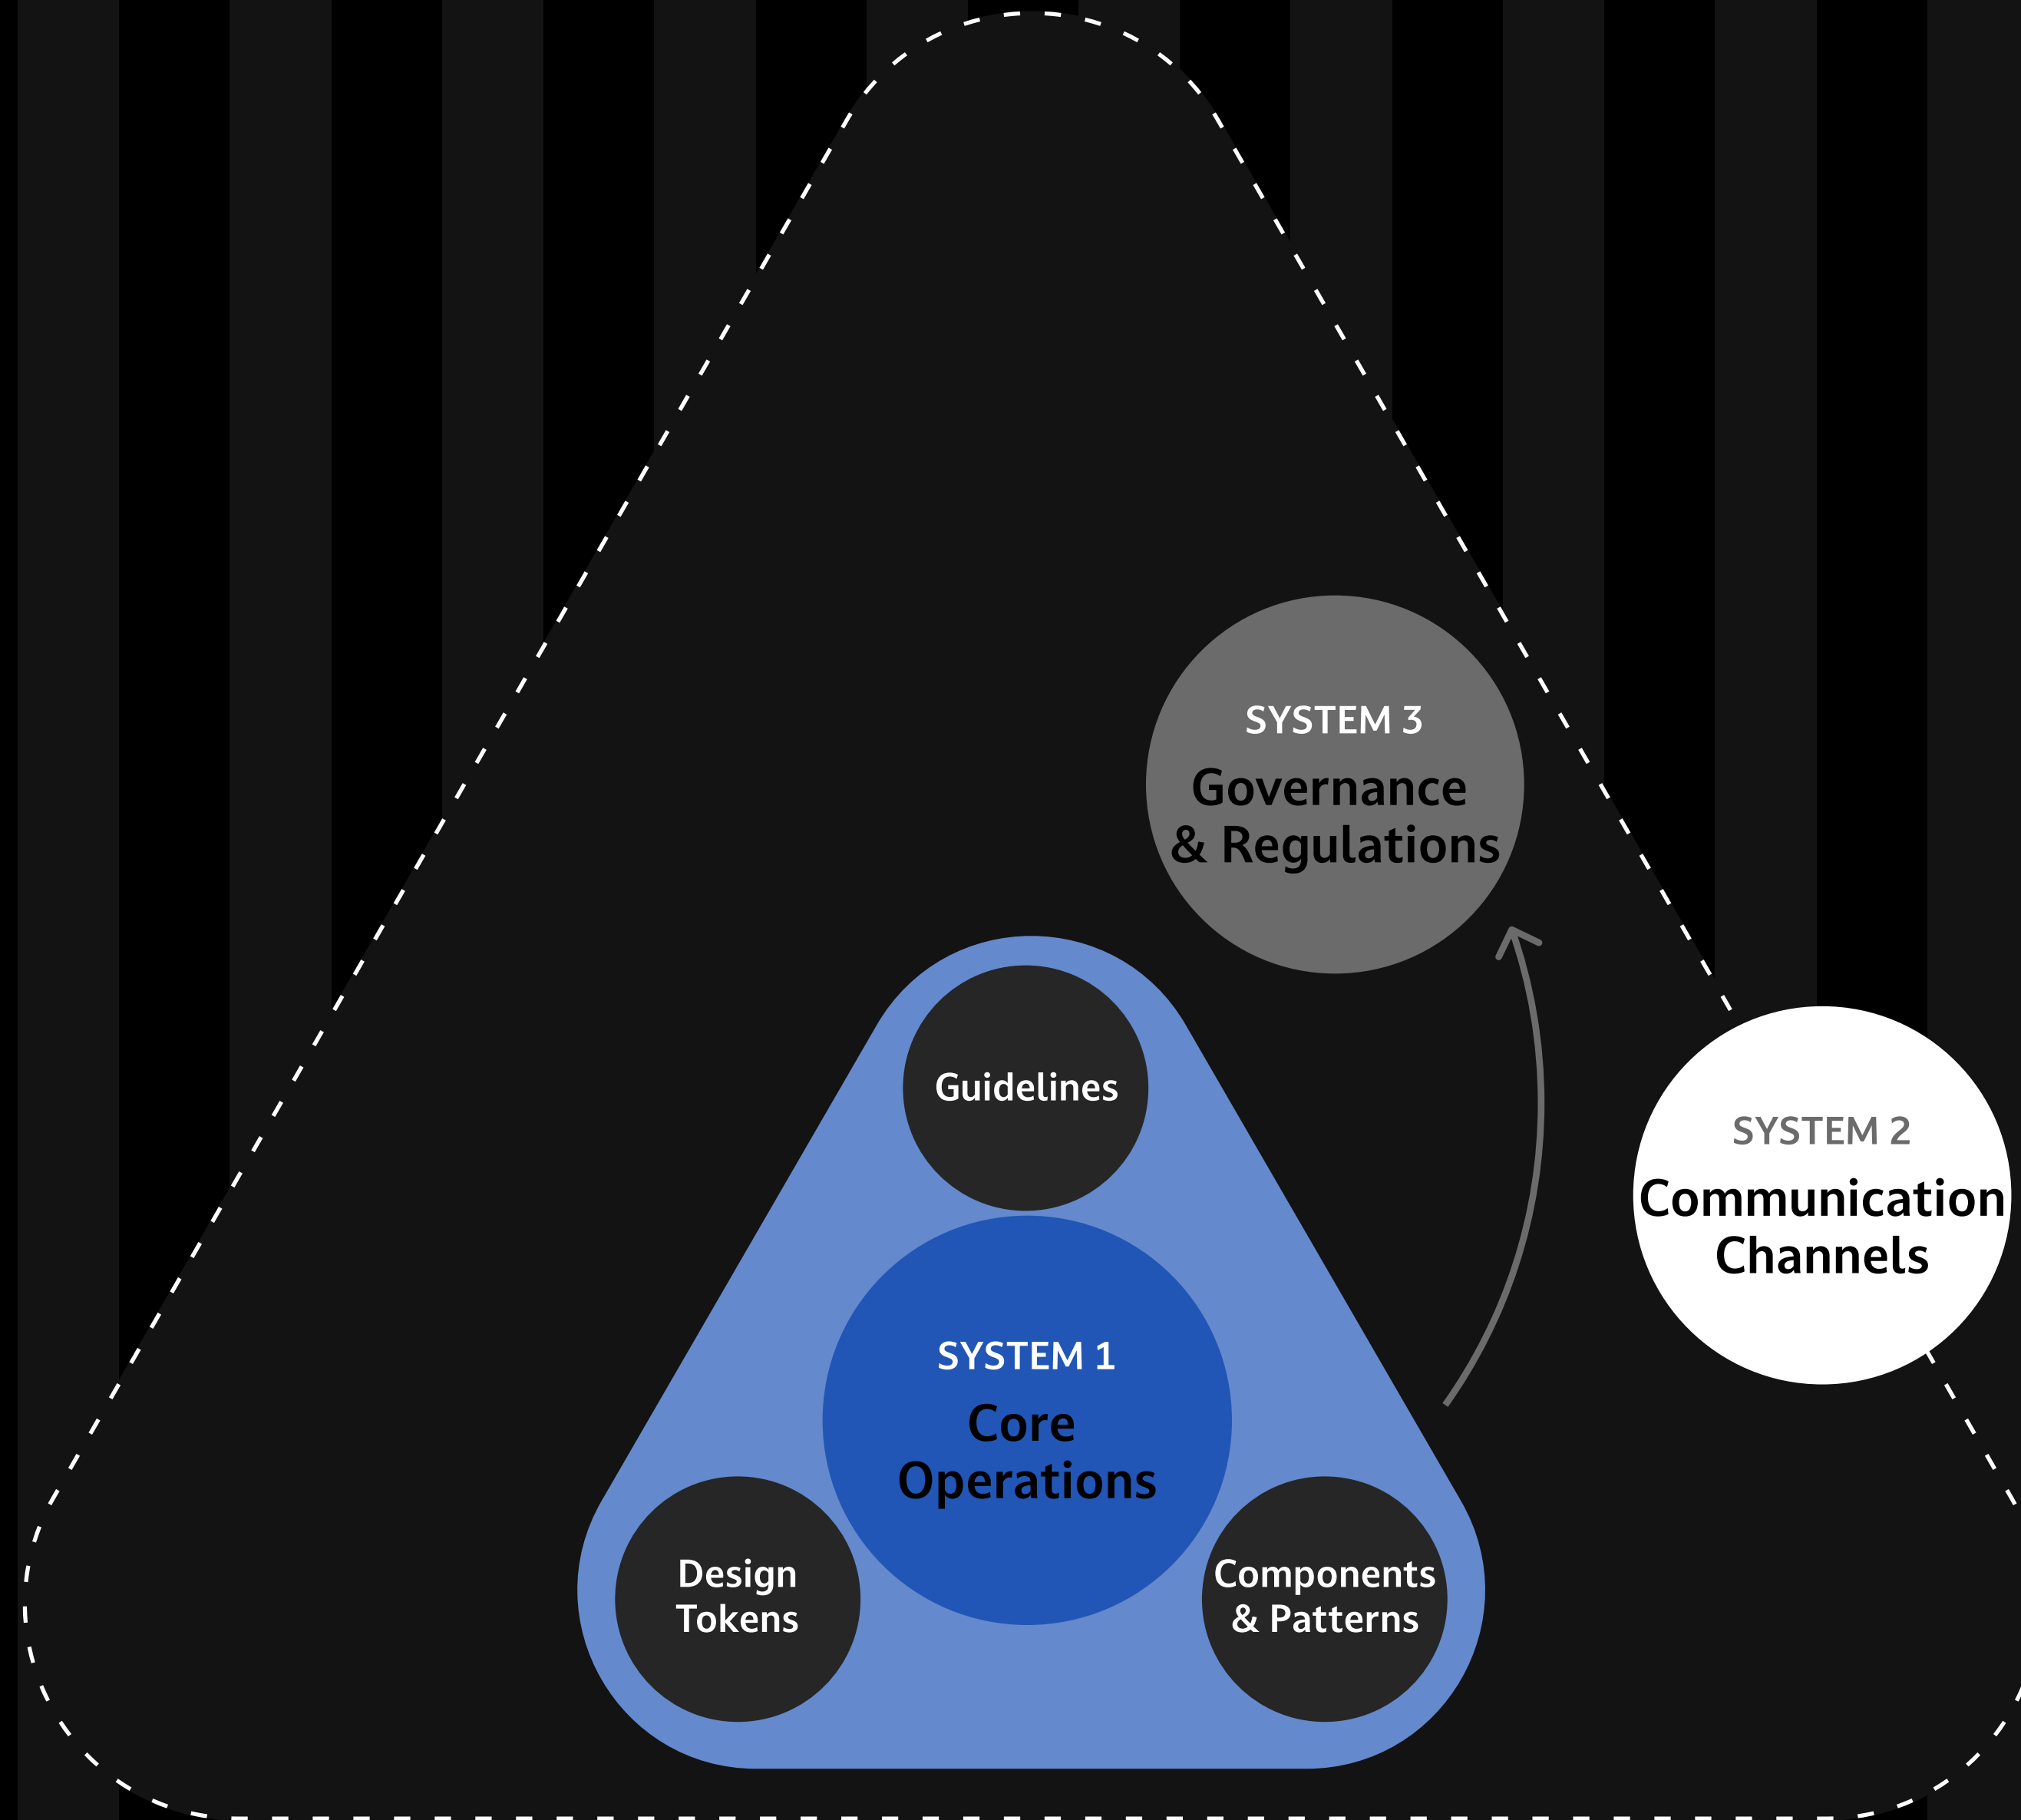 SYSTEM 3
Governance
& Regulations
Guidelines
SYSTEM 2
Communication
Channels
SYSTEM 1
Core
Operations
Design
Tokens
Components
& Patterns